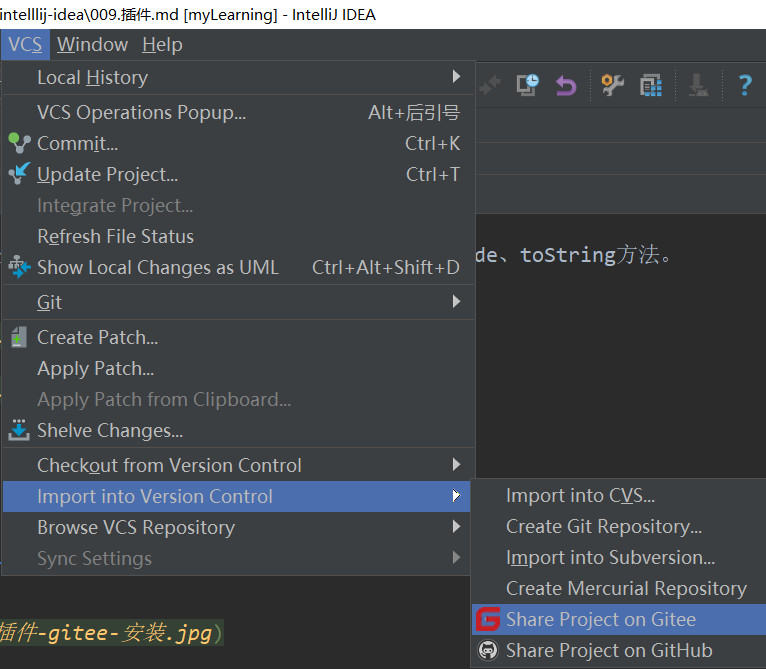 intelllij-idea\009.插件.md [myLearning] - IntelliJ IDEA
VCS Window Help
Local History
VCS Operations Popup... Alt+后引号
Commit... Ctrl+K
Update Project... Ctrl+T
Integrate Project...
Refresh File Status
Show Local Changes as UML Ctrl+Alt+Shift+D
de、toString方法。
Git
Create Patch...
Apply Patch...
Apply Patch from Clipboard...
Shelve Changes...
Checkout from Version Control
Import into Version Control
Import into CVS...
Browse VCS Repository
Create Git Repository...
Sync Settings
Import into Subversion...
Create Mercurial Repository
Share Project on Gitee
插件-gitee-安装.jpg)
Share Project on GitHub